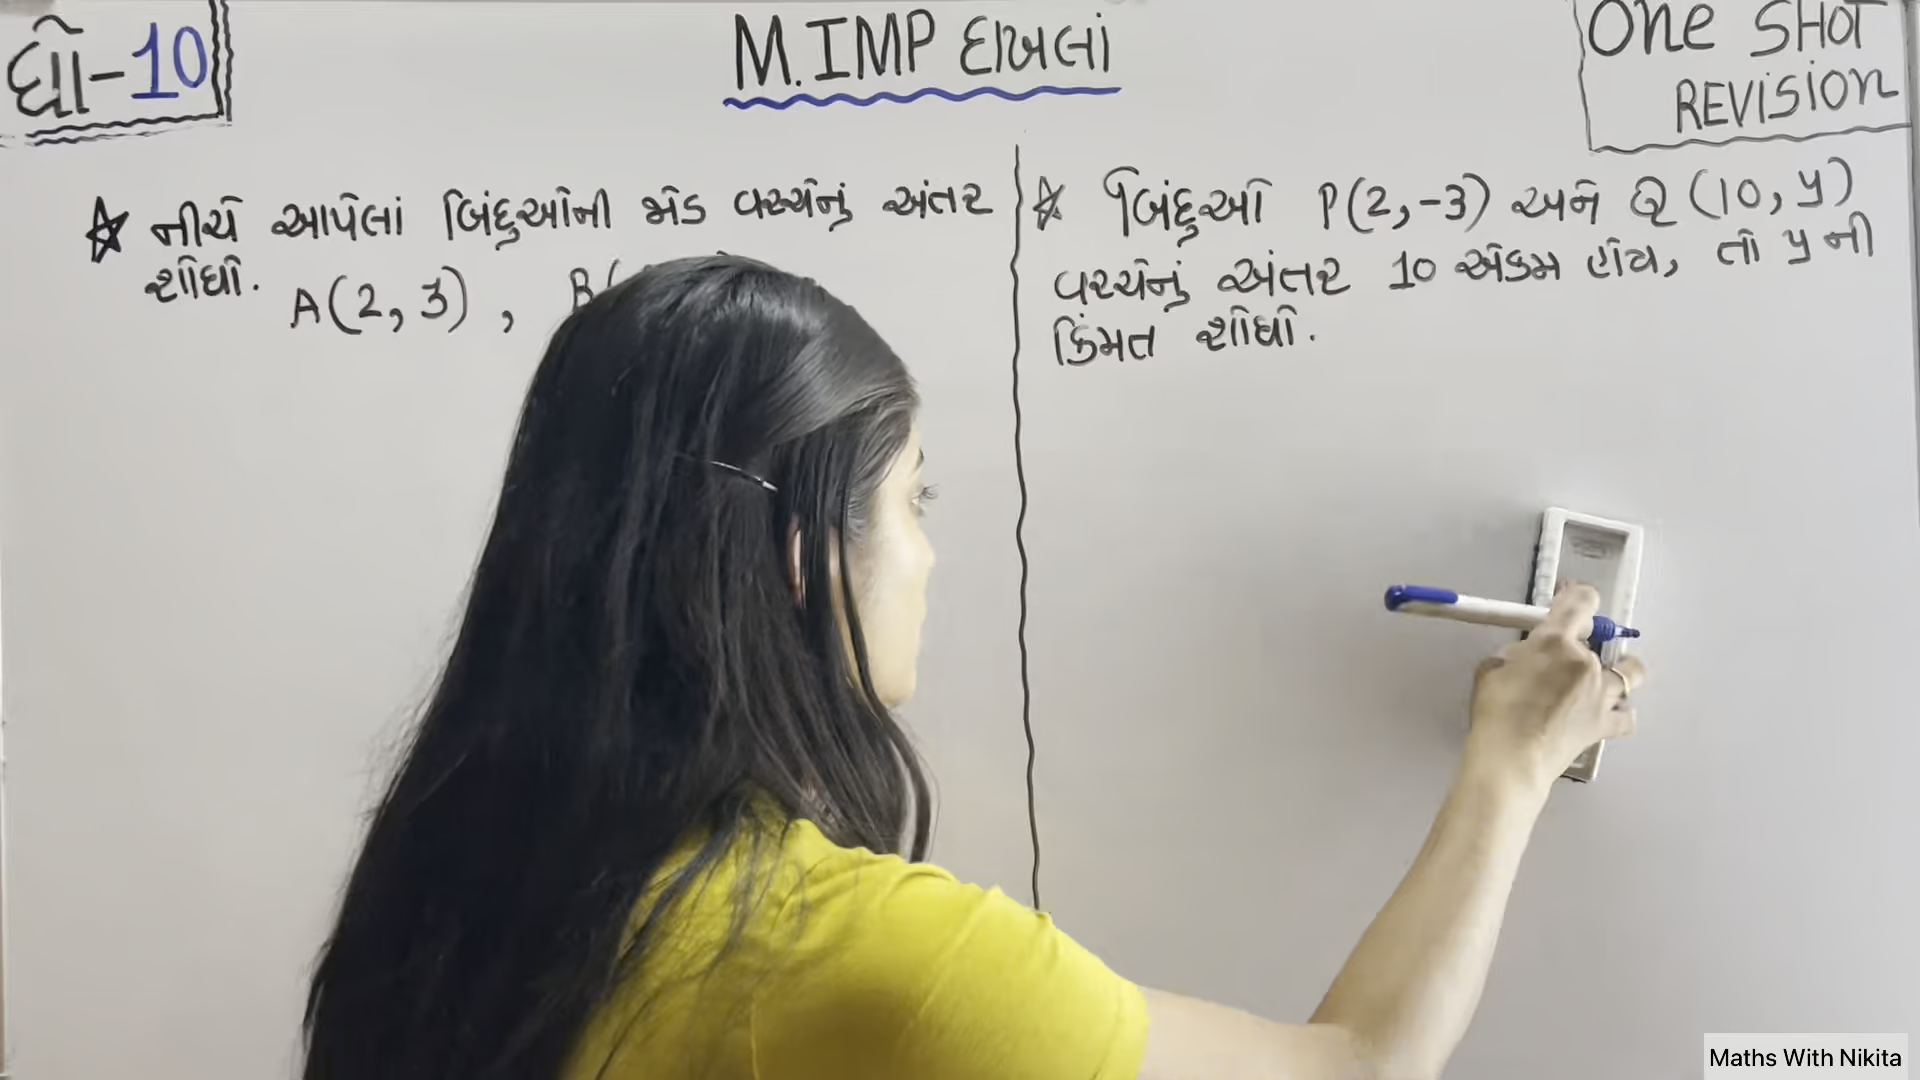 ધો-10
M. IMP દાખલાં
One SHOT
REVISION
નીચે આપેલાં બિંદુઓની જોડ વચ્ચેનું અંતર
શોધો. A(2, 3) , B(
બિંદુઓ P(2,-3) અને Q (10, y)
વચ્ચેનું અંતર 10 એકમ હોય, તો y ની
કિંમત શોધો.
Maths With Nikita